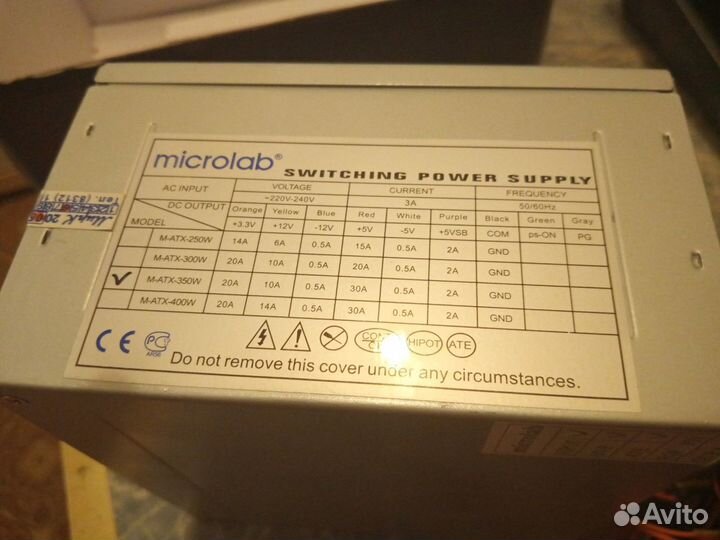 microlab®
SWITCHING POWER SUPPLY
AC INPUT VOLTAGE CURRENT FREQUENCY
~220V-240V 3A 50/60Hz
DC OUTPUT Orange Yellow Blue Red White Purple Black Green Gray
MODEL +3.3V +12V -12V +5V -5V +5VSB COM ps-ON PG
M-ATX-250W 14A 6A 0.5A 15A 0.5A 2A GND
M-ATX-300W 20A 10A 0.5A 20A 0.5A 2A GND
M-ATX-350W 20A 10A 0.5A 30A 0.5A 2A GND
M-ATX-400W 20A 14A 0.5A 30A 0.5A 2A GND
CE HIPOT ATE
Do not remove this cover under any circumstances.
Тел. (8312)
Avito